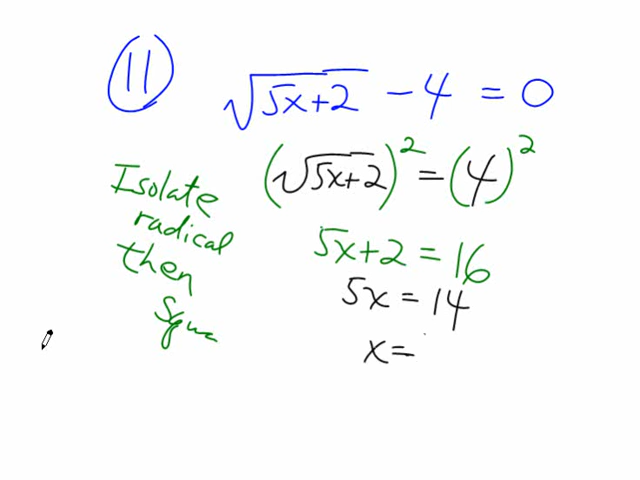 11
√5x+2 - 4 = 0
(√5x+2)² = (4)²
Isolate
radical
then
5x+2 = 16
5x = 14
x =